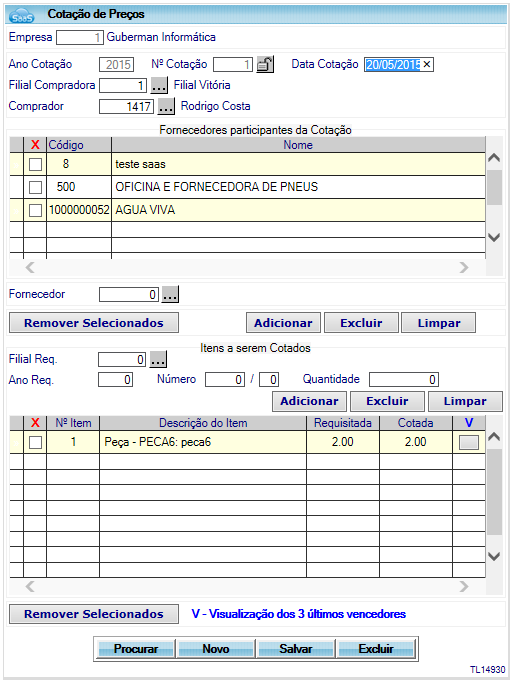 SaaS Cotação de Preços
Empresa 1 Guberman Informática
Ano Cotação 2015 Nº Cotação 1 Data Cotação 20/05/2015 ×
Filial Compradora 1 ... Filial Vitória
Comprador 1417 ... Rodrigo Costa
Fornecedores participantes da Cotação
X Código Nome
8 teste saas
500 OFICINA E FORNECEDORA DE PNEUS
1000000052 AGUA VIVA
Fornecedor 0 ...
Remover Selecionados Adicionar Excluir Limpar
Itens a serem Cotados
Filial Req. 0 ...
Ano Req. 0 Número 0 / 0 Quantidade 0
Adicionar Excluir Limpar
X Nº Item Descrição do Item Requisitada Cotada V
1 Peça - PECA6: peca6 2.00 2.00
Remover Selecionados V - Visualização dos 3 últimos vencedores
Procurar Novo Salvar Excluir
TL14930